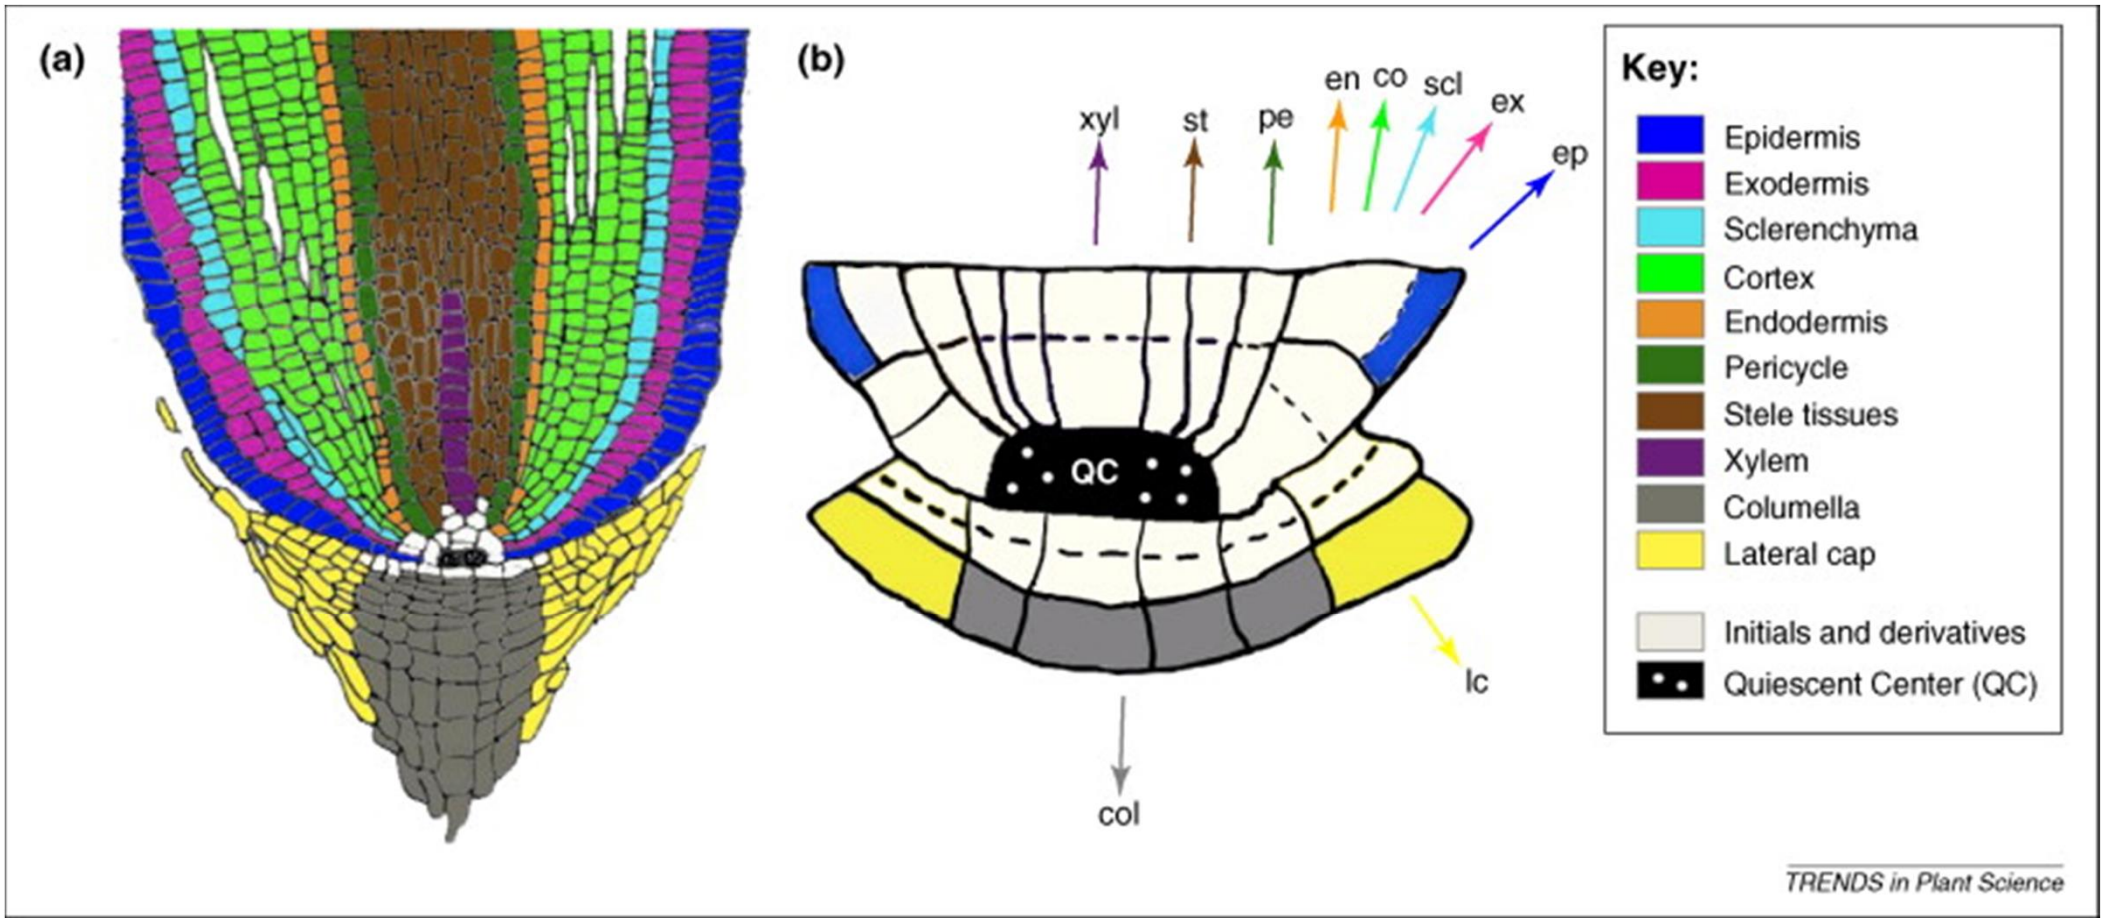 (a)
(b)
xyl
st
pe
en
co
scl
ex
ep
QC
lc
col
Key:
Epidermis
Exodermis
Sclerenchyma
Cortex
Endodermis
Pericycle
Stele tissues
Xylem
Columella
Lateral cap
Initials and derivatives
Quiescent Center (QC)
TRENDS in Plant Science